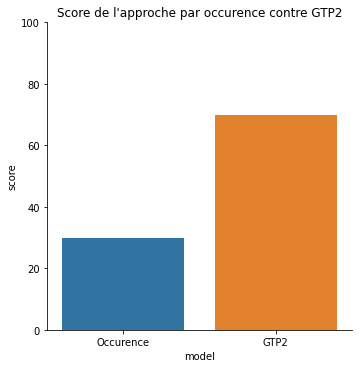 Score de l'approche par occurence contre GTP2
100
80
60
40
20
0
score
Occurence
GTP2
model